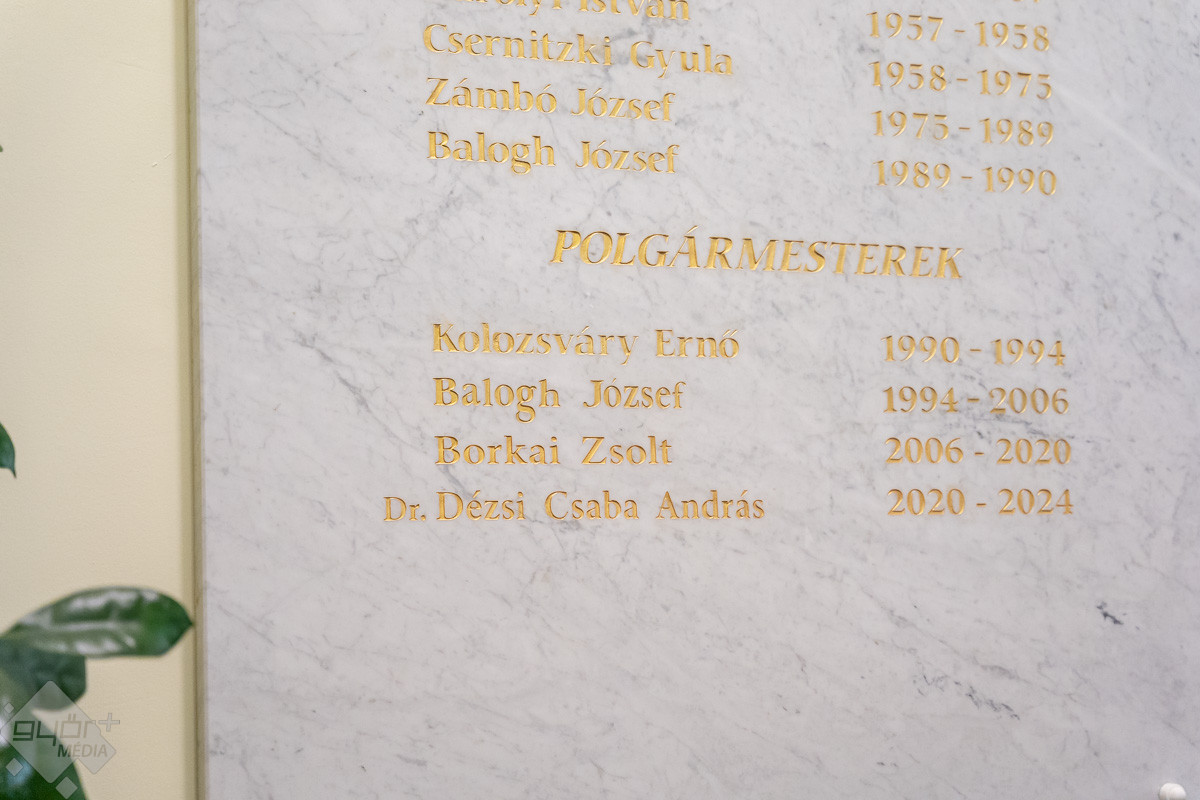 István 1957 - 1958
Csernitzki Gyula 1958 - 1975
Zámbó József 1975 - 1989
Balogh József 1989 - 1990
POLGÁRMESTEREK
Kolozsváry Ernő 1990 - 1994
Balogh József 1994 - 2006
Borkai Zsolt 2006 - 2020
Dr. Dézsi Csaba András 2020 - 2024
győr+
MÉDIA